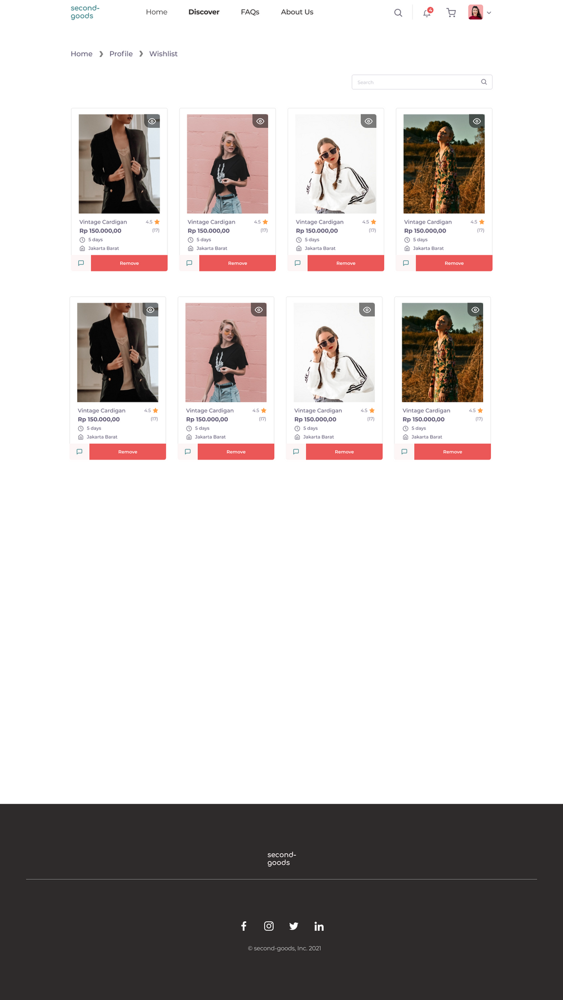 second-
goods
Home
Discover
FAQs
About Us
4
Home
Profile
Wishlist
Search
Vintage Cardigan
4.5
Rp 150.000,00
(17)
5 days
Jakarta Barat
Remove
Vintage Cardigan
4.5
Rp 150.000,00
(17)
5 days
Jakarta Barat
Remove
Vintage Cardigan
4.5
Rp 150.000,00
(17)
5 days
Jakarta Barat
Remove
Vintage Cardigan
4.5
Rp 150.000,00
(17)
5 days
Jakarta Barat
Remove
Vintage Cardigan
4.5
Rp 150.000,00
(17)
5 days
Jakarta Barat
Remove
Vintage Cardigan
4.5
Rp 150.000,00
(17)
5 days
Jakarta Barat
Remove
Vintage Cardigan
4.5
Rp 150.000,00
(17)
5 days
Jakarta Barat
Remove
Vintage Cardigan
4.5
Rp 150.000,00
(17)
5 days
Jakarta Barat
Remove
second-
goods
© second-goods, Inc. 2021